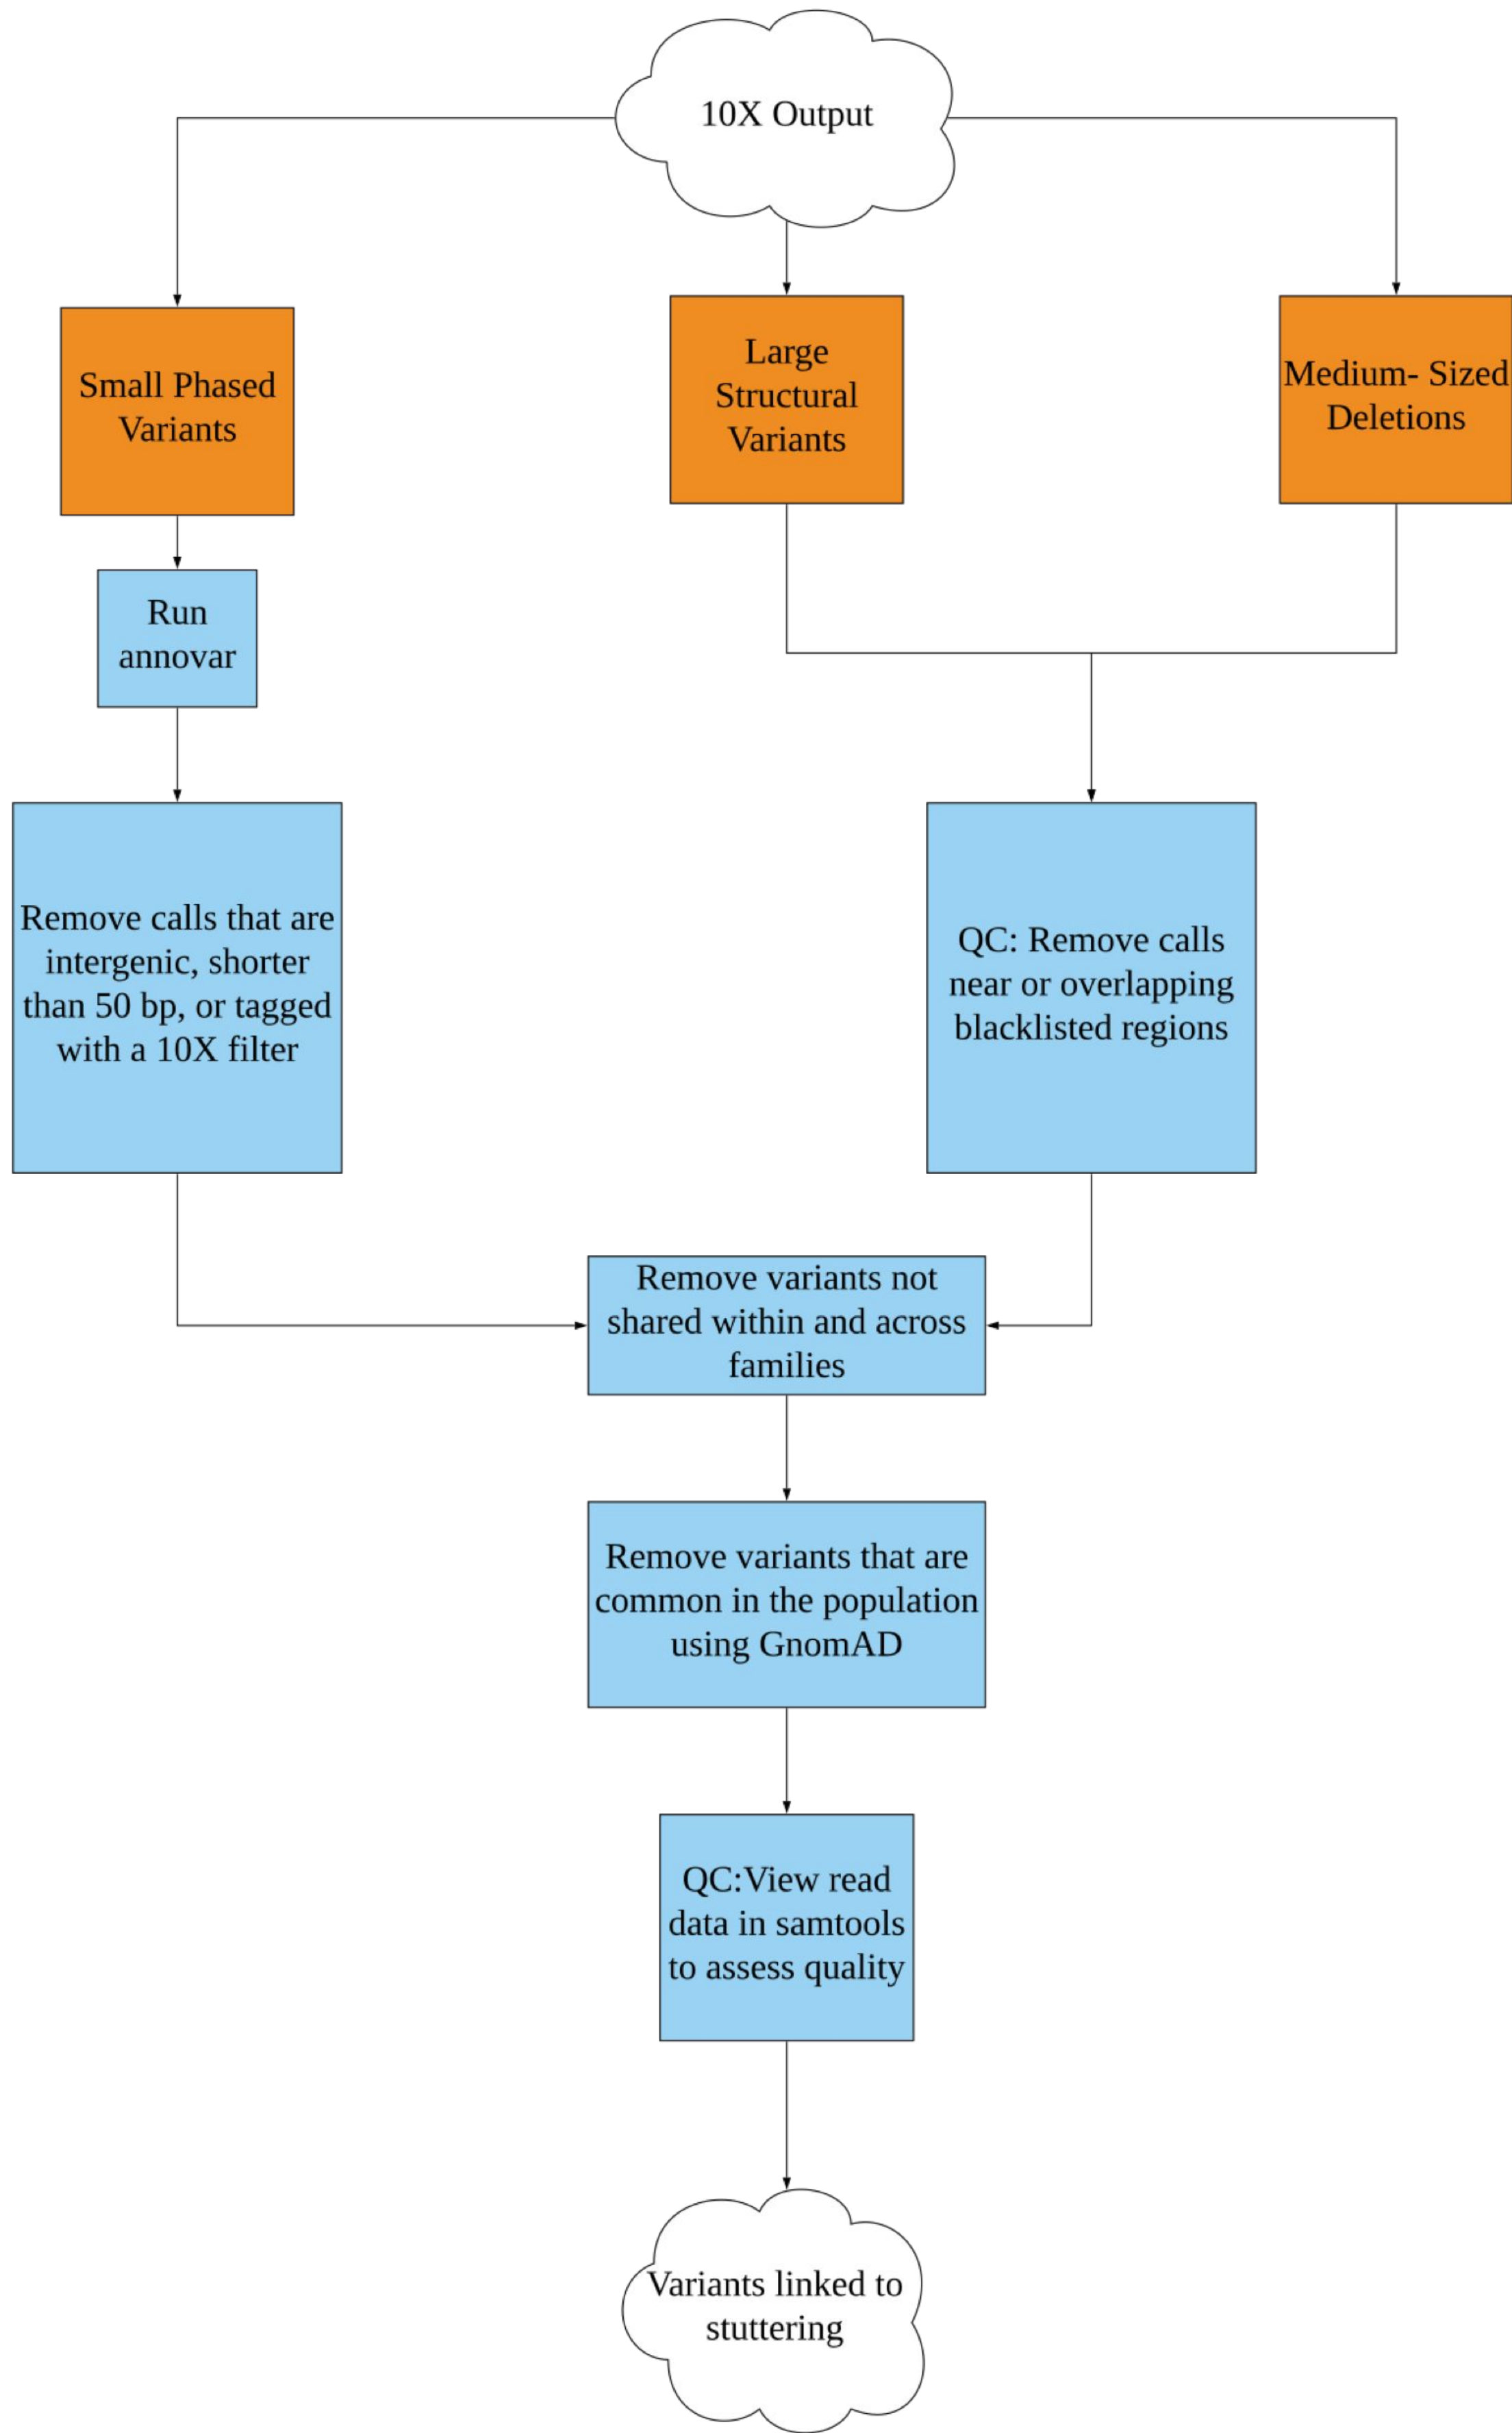 10X Output
Small Phased
Variants
Large
Structural
Variants
Medium- Sized
Deletions
Run
annovar
Remove calls that are
intergenic, shorter
than 50 bp, or tagged
with a 10X filter
QC: Remove calls
near or overlapping
blacklisted regions
Remove variants not
shared within and across
families
Remove variants that are
common in the population
using GnomAD
QC:View read
data in samtools
to assess quality
Variants linked to
stuttering